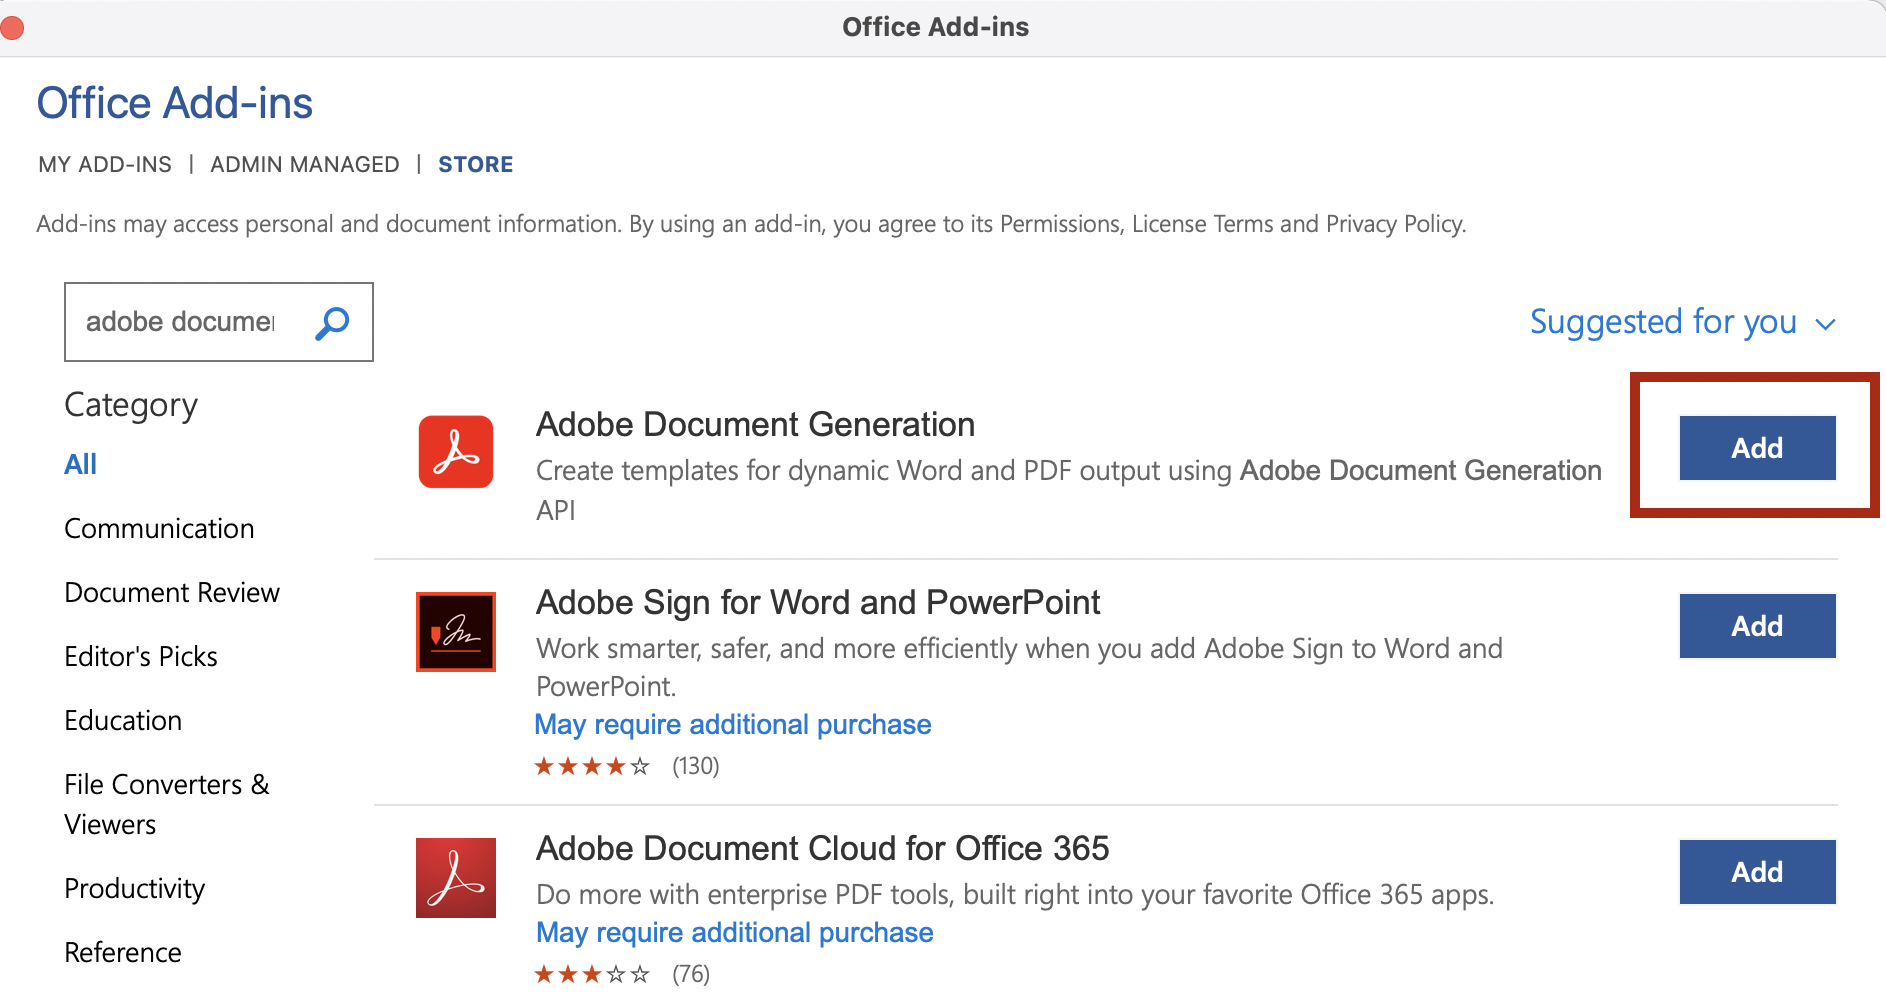 Office Add-ins
Office Add-ins
MY ADD-INS | ADMIN MANAGED | STORE
Add-ins may access personal and document information. By using an add-in, you agree to its Permissions, License Terms and Privacy Policy.
adobe documen
Suggested for you
Category
All
Communication
Document Review
Editor's Picks
Education
File Converters &
Viewers
Productivity
Reference
Adobe Document Generation
Create templates for dynamic Word and PDF output using Adobe Document Generation
API
Add
Adobe Sign for Word and PowerPoint
Work smarter, safer, and more efficiently when you add Adobe Sign to Word and
PowerPoint.
May require additional purchase
(130)
Add
Adobe Document Cloud for Office 365
Do more with enterprise PDF tools, built right into your favorite Office 365 apps.
May require additional purchase
(76)
Add